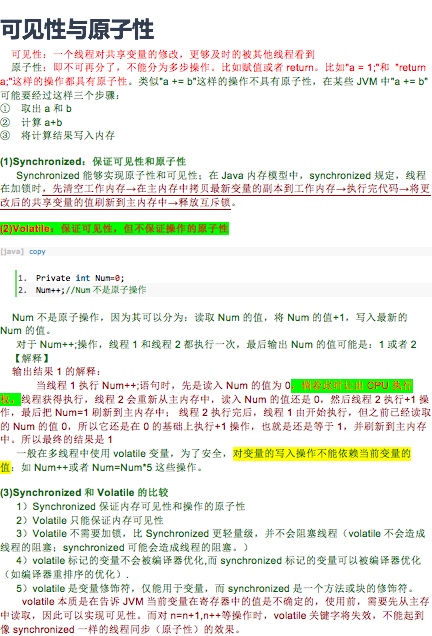 可见性与原子性
可见性：一个线程对共享变量的修改，更够及时的被其他线程看到
原子性：即不可再分了，不能分为多步操作。比如赋值或者 return。比如"a = 1;"和 "return
a;"这样的操作都具有原子性。类似"a += b"这样的操作不具有原子性，在某些 JVM 中"a += b"
可能要经过这样三个步骤：
① 取出 a 和 b
② 计算 a+b
③ 将计算结果写入内存
(1)Synchronized：保证可见性和原子性
Synchronized 能够实现原子性和可见性；在 Java 内存模型中，synchronized 规定，线程
在加锁时，先清空工作内存→在主内存中拷贝最新变量的副本到工作内存→执行完代码→将更
改后的共享变量的值刷新到主内存中→释放互斥锁。
(2)Volatile：保证可见性，但不保证操作的原子性
[java] copy
1. Private int Num=0;
2. Num++;//Num 不是原子操作
Num 不是原子操作，因为其可以分为：读取 Num 的值，将 Num 的值+1，写入最新的
Num 的值。
对于 Num++;操作，线程 1 和线程 2 都执行一次，最后输出 Num 的值可能是：1 或者 2
【解释】
输出结果 1 的解释：
当线程 1 执行 Num++;语句时，先是读入 Num 的值为 0，倘若此时让出 CPU 执行
权，线程获得执行，线程 2 会重新从主内存中，读入 Num 的值还是 0，然后线程 2 执行+1 操
作，最后把 Num=1 刷新到主内存中； 线程 2 执行完后，线程 1 由开始执行，但之前已经读取
的 Num 的值 0，所以它还是在 0 的基础上执行+1 操作，也就是还是等于 1，并刷新到主内存
中。所以最终的结果是 1
一般在多线程中使用 volatile 变量，为了安全，对变量的写入操作不能依赖当前变量的
值：如 Num++或者 Num=Num*5 这些操作。
(3)Synchronized 和 Volatile 的比较
1）Synchronized 保证内存可见性和操作的原子性
2）Volatile 只能保证内存可见性
3）Volatile 不需要加锁，比 Synchronized 更轻量级，并不会阻塞线程（volatile 不会造成
线程的阻塞；synchronized 可能会造成线程的阻塞。）
4）volatile 标记的变量不会被编译器优化,而 synchronized 标记的变量可以被编译器优化
（如编译器重排序的优化）.
5）volatile 是变量修饰符，仅能用于变量，而 synchronized 是一个方法或块的修饰符。
volatile 本质是在告诉 JVM 当前变量在寄存器中的值是不确定的，使用前，需要先从主存
中读取，因此可以实现可见性。而对 n=n+1,n++等操作时，volatile 关键字将失效，不能起到
像 synchronized 一样的线程同步（原子性）的效果。